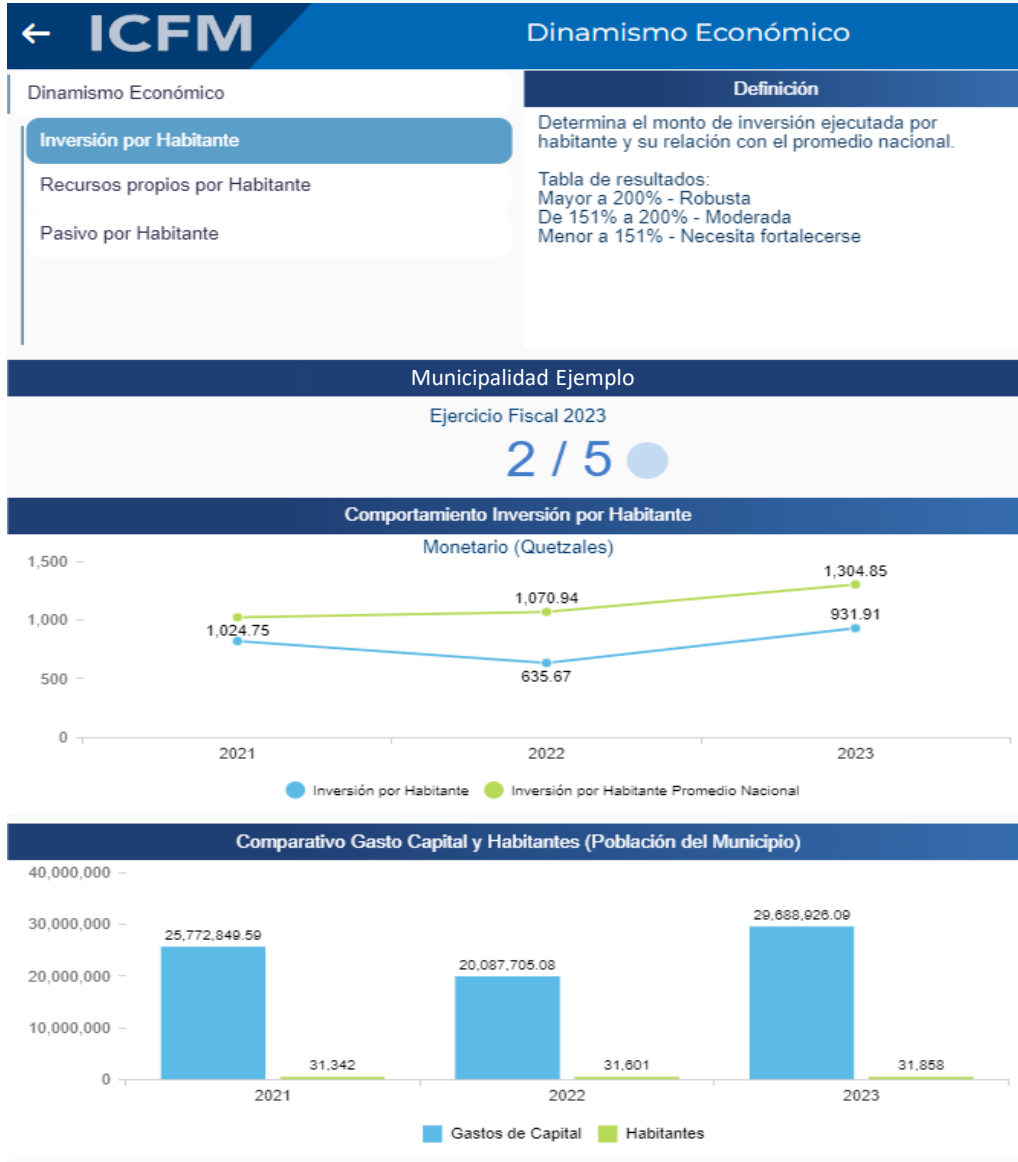 ICFM
Dinamismo Económico
Dinamismo Económico
Inversión por Habitante
Recursos propios por Habitante
Pasivo por Habitante
Definición
Determina el monto de inversión ejecutada por
habitante y su relación con el promedio nacional.
Tabla de resultados:
Mayor a 200% - Robusta
De 151% a 200% - Moderada
Menor a 151% - Necesita fortalecerse
Municipalidad Ejemplo
Ejercicio Fiscal 2023
2 / 5
Comportamiento Inversión por Habitante
Monetario (Quetzales)
1,500
1,304.85
1,070.94
1,000
1,024.75
931.91
500
635.67
0
2021 2022 2023
Inversión por Habitante Inversión por Habitante Promedio Nacional
Comparativo Gasto Capital y Habitantes (Población del Municipio)
40,000,000
30,000,000
25,772,849.59
20,087,705.08
29,688,926.09
20,000,000
10,000,000
0
31,342 31,601 31,858
2021 2022 2023
Gastos de Capital Habitantes